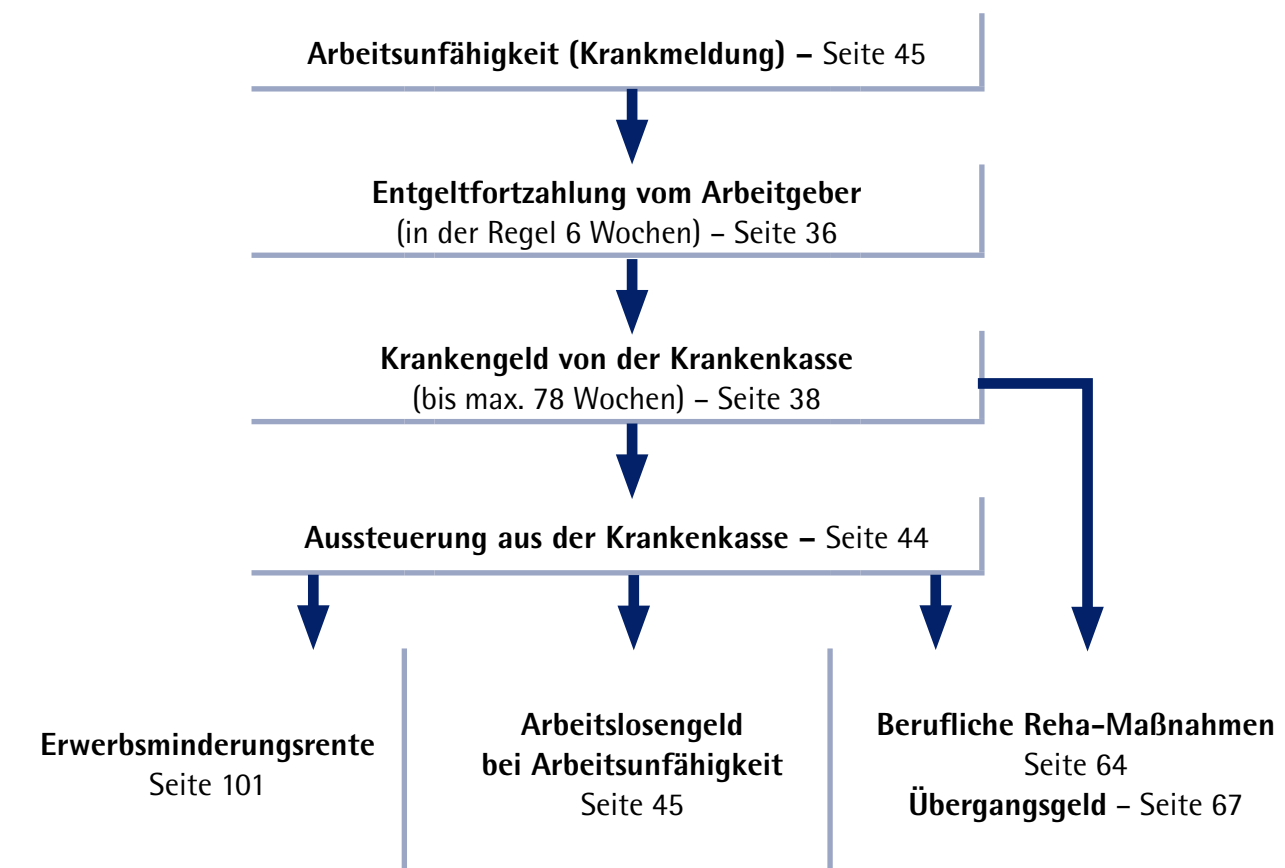 Arbeitsunfähigkeit (Krankmeldung) – Seite 45
Entgeltfortzahlung vom Arbeitgeber
(in der Regel 6 Wochen) – Seite 36
Krankengeld von der Krankenkasse
(bis max. 78 Wochen) – Seite 38
Aussteuerung aus der Krankenkasse – Seite 44
Erwerbsminderungsrente
Seite 101
Arbeitslosengeld
bei Arbeitsunfähigkeit
Seite 45
Berufliche Reha-Maßnahmen
Seite 64
Übergangsgeld – Seite 67